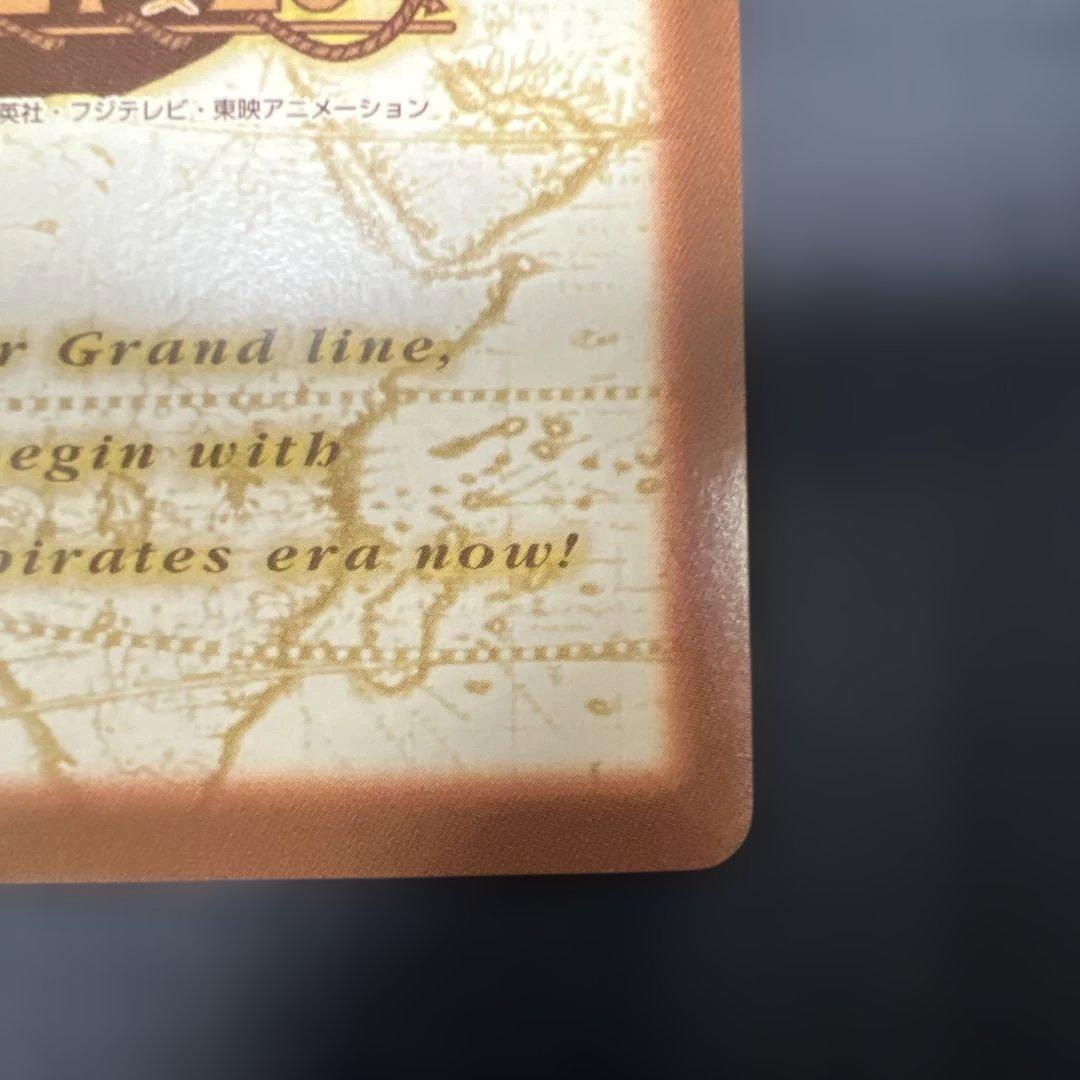 英社・フジテレビ・東映アニメーション
r Grand line,
egin with
pirates era now!